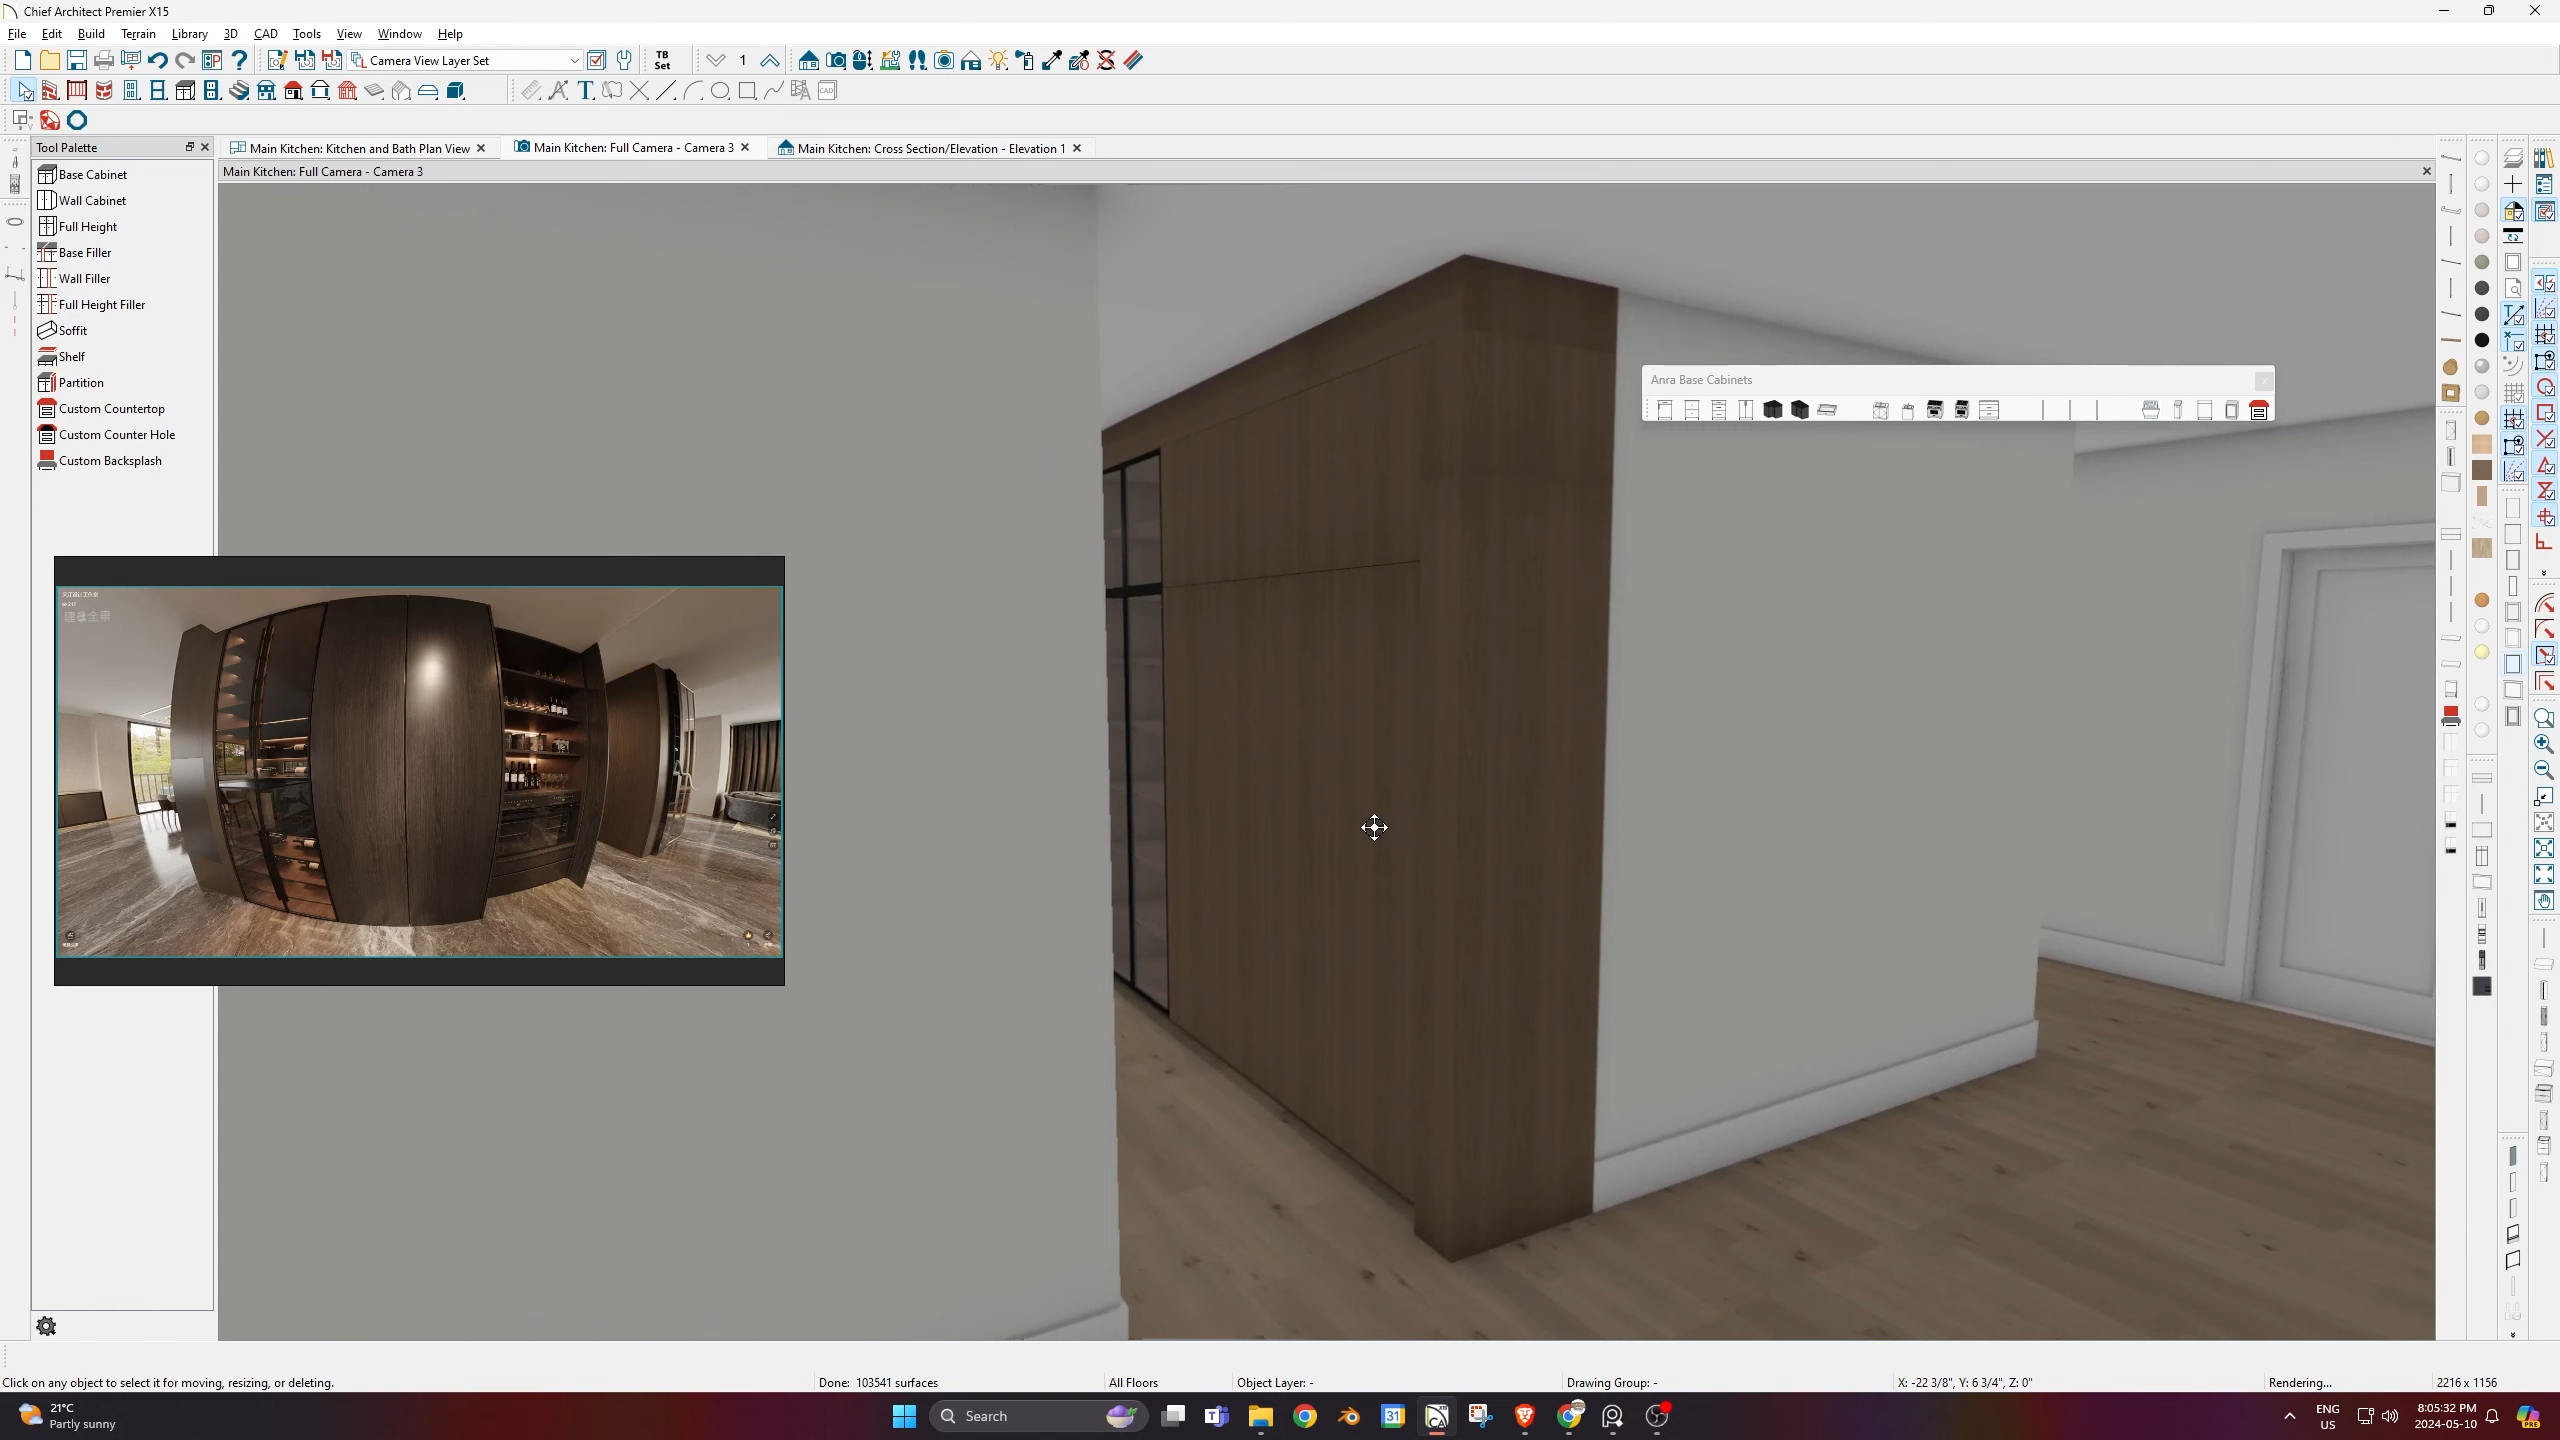 Chief Architect Premier X15
File Edit Build Terrain Library 3D CAD Tools View Window Help
Camera View Layer Set
TB Set
1
CAD
Tool Palette
Main Kitchen: Kitchen and Bath Plan View
Main Kitchen: Full Camera - Camera 3
Main Kitchen: Cross Section/Elevation - Elevation 1
Main Kitchen: Full Camera - Camera 3
Base Cabinet
Wall Cabinet
Full Height
Base Filler
Wall Filler
Full Height Filler
Soffit
Shelf
Partition
Custom Countertop
Custom Counter Hole
Custom Backsplash
Anra Base Cabinets
Click on any object to select it for moving, resizing, or deleting.
Done: 103541 surfaces
All Floors
Object Layer: -
Drawing Group: -
X: -22 3/8", Y: 6 3/4", Z: 0"
Rendering...
2216 x 1156
21°C
Partly sunny
Search
31
ENG
US
8:05:32 PM
2024-05-10